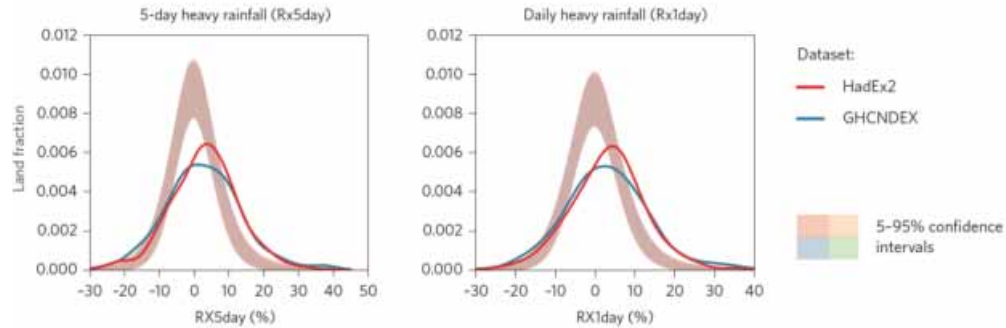 5-day heavy rainfall (Rx5day)
0.012
0.010
0.008
0.006
0.004
0.002
0.000
Land fraction
-30 -20 -10 0 10 20 30 40 50
RX5day (%)
Daily heavy rainfall (Rx1day)
0.012
0.010
0.008
0.006
0.004
0.002
0.000
-30 -20 -10 0 10 20 30 40
RX1day (%)
Dataset:
HadEx2
GHCNDEX
5–95% confidence
intervals